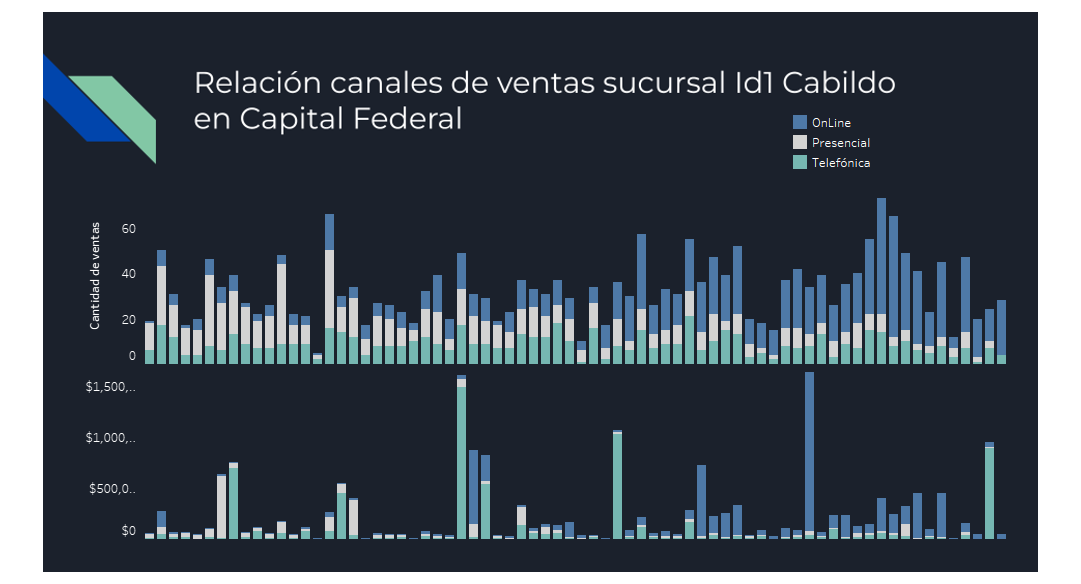 Relación canales de ventas sucursal Id1 Cabildo
en Capital Federal
OnLine
Presencial
Telefónica
Cantidad de ventas
60
40
20
0
$1,500,..
$1,000,..
$500,0..
$0